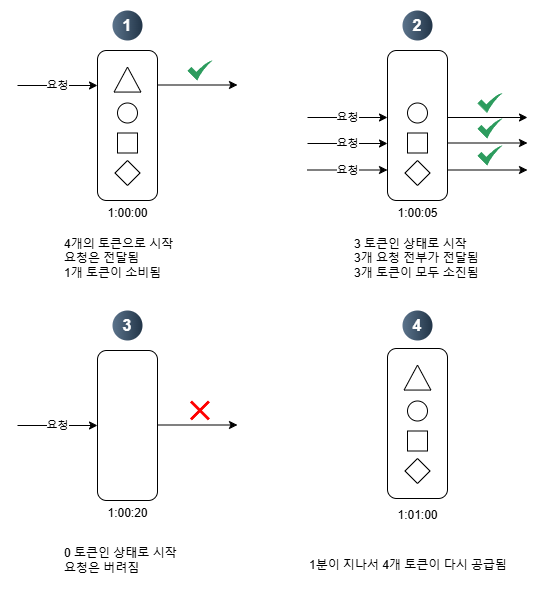 1
요청
1:00:00
4개의 토큰으로 시작
요청은 전달됨
1개 토큰이 소비됨
2
요청
요청
요청
1:00:05
3 토큰인 상태로 시작
3개 요청 전부가 전달됨
3개 토큰이 모두 소진됨
3
요청
1:00:20
0 토큰인 상태로 시작
요청은 버려짐
4
1:01:00
1분이 지나서 4개 토큰이 다시 공급됨